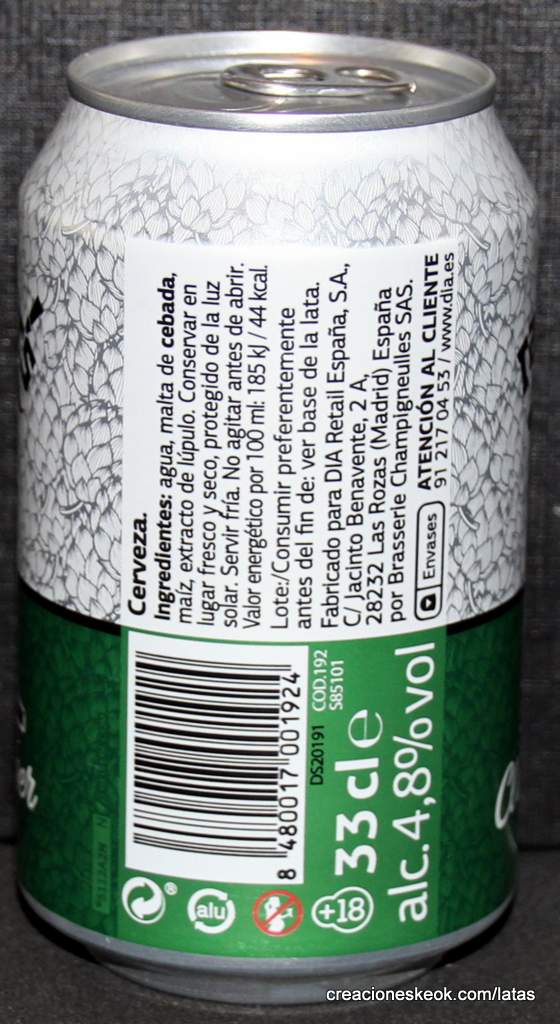 Cerveza.
Ingredientes: agua, malta de cebada,
maíz, extracto de lúpulo. Conservar en
lugar fresco y seco, protegido de la luz
solar. Servir fría. No agitar antes de abrir.
Valor energético por 100 ml: 185 kJ / 44 kcal.
Lote:/Consumir preferentemente
antes del fin de: ver base de la lata.
Fabricado para DIA Retail España, S.A.,
C/ Jacinto Benavente, 2 A,
28232 Las Rozas (Madrid) España
por Brasserie Champigneulles SAS.
Envases
ATENCIÓN AL CLIENTE
91 217 04 53 / www.dia.es
8 480017 001924
DS20191
COD.192
S85101
33 cl e
alc.4,8% vol
®
alu
+18
creacioneskeok.com/latas